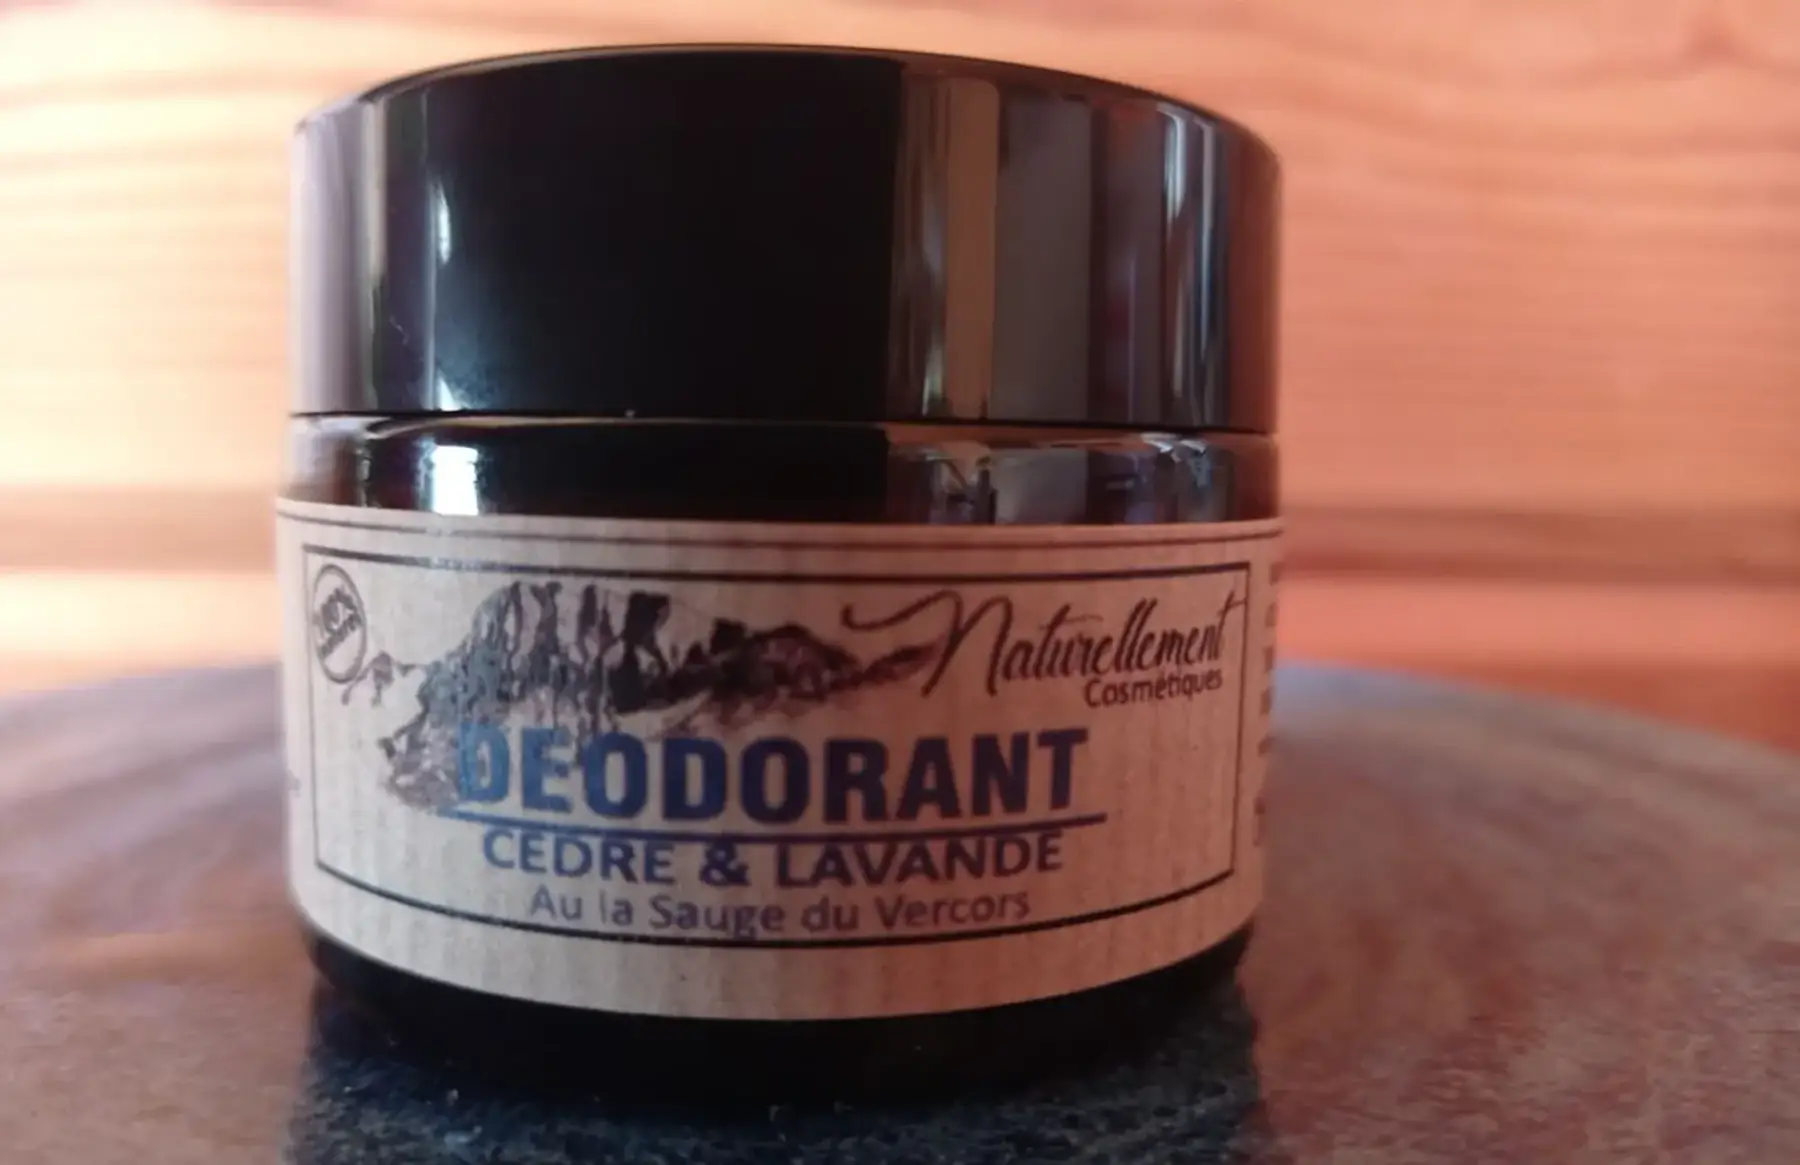 Naturellement
Cosmétiques
DEODORANT
CEDRE & LAVANDE
Au la Sauge du Vercors